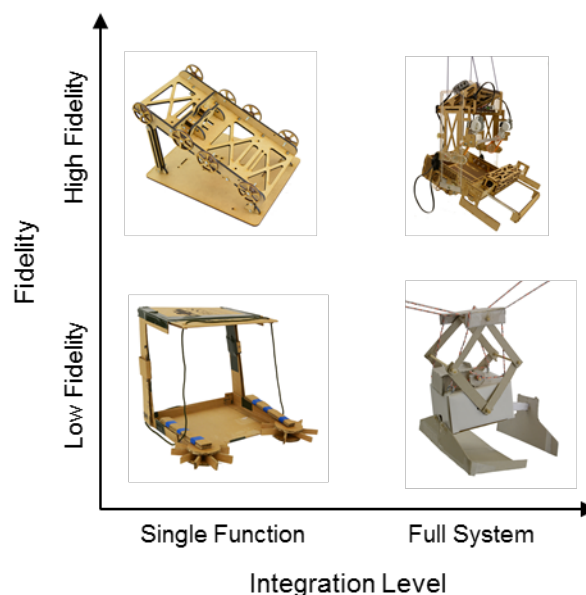 High Fidelity
Fidelity
Low Fidelity
Single Function
Full System
Integration Level